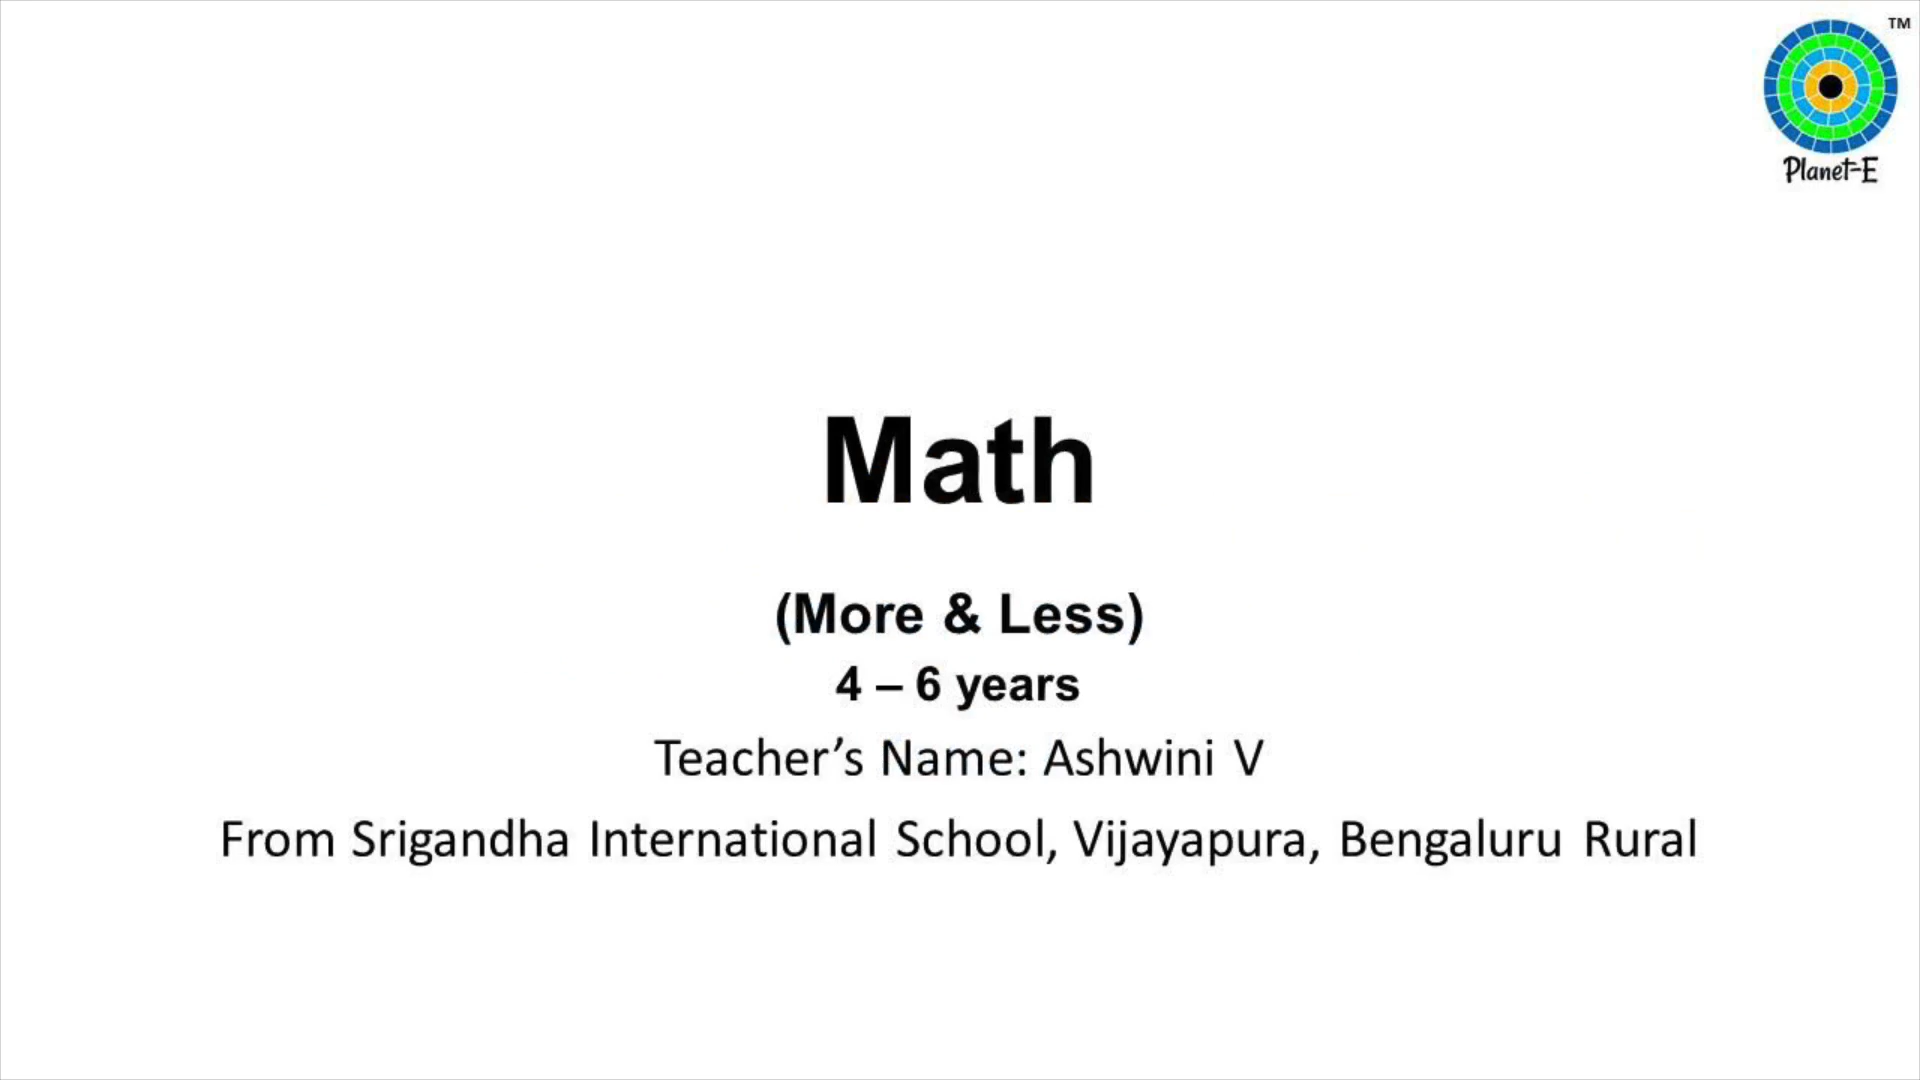 TM
Planet-E
Math
(More & Less)
4 – 6 years
Teacher’s Name: Ashwini V
From Srigandha International School, Vijayapura, Bengaluru Rural